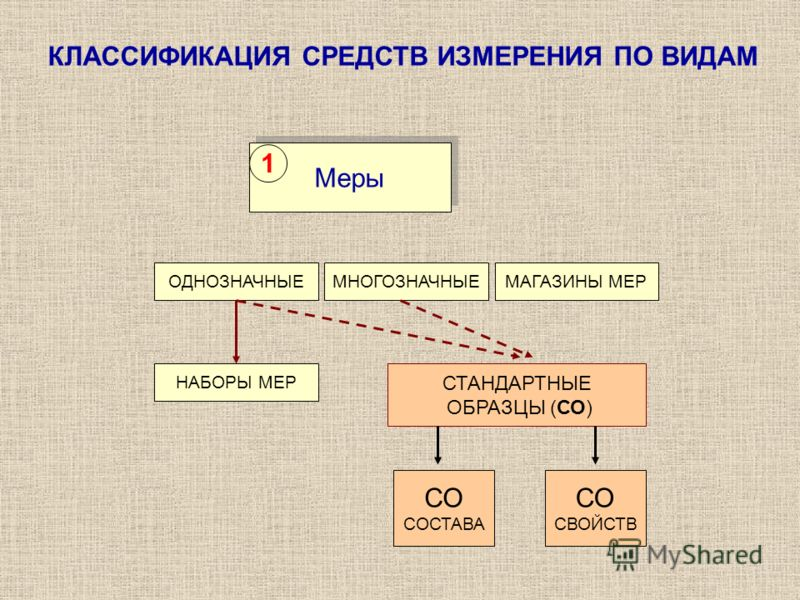 КЛАССИФИКАЦИЯ СРЕДСТВ ИЗМЕРЕНИЯ ПО ВИДАМ
1
Меры
ОДНОЗНАЧНЫЕ
МНОГОЗНАЧНЫЕ
МАГАЗИНЫ МЕР
НАБОРЫ МЕР
СТАНДАРТНЫЕ
ОБРАЗЦЫ (СО)
СО
СОСТАВА
СО
СВОЙСТВ
MyShared